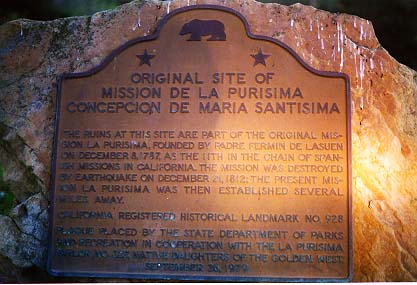 ORIGINAL SITE OF
MISSION DE LA PURISIMA
CONCEPCION DE MARIA SANTISIMA
THE RUINS AT THIS SITE ARE PART OF THE ORIGINAL MIS-
SION LA PURISIMA, FOUNDED BY PADRE FERMIN DE LASUEN
ON DECEMBER 8, 1787, AS THE 11TH IN THE CHAIN OF SPAN-
ISH MISSIONS IN CALIFORNIA. THE MISSION WAS DESTROYED
BY EARTHQUAKE ON DECEMBER 21, 1812; THE PRESENT MIS-
ION LA PURISIMA WAS THEN ESTABLISHED SEVERAL
MILES AWAY.
CALIFORNIA REGISTERED HISTORICAL LANDMARK NO. 928
PLAQUE PLACED BY THE STATE DEPARTMENT OF PARKS
AND RECREATION IN COOPERATION WITH THE LA PURISIMA
PARLOR NO. NATIVE DAUGHTERS OF THE GOLDEN WEST,
SEPTEMBER 26, 1979